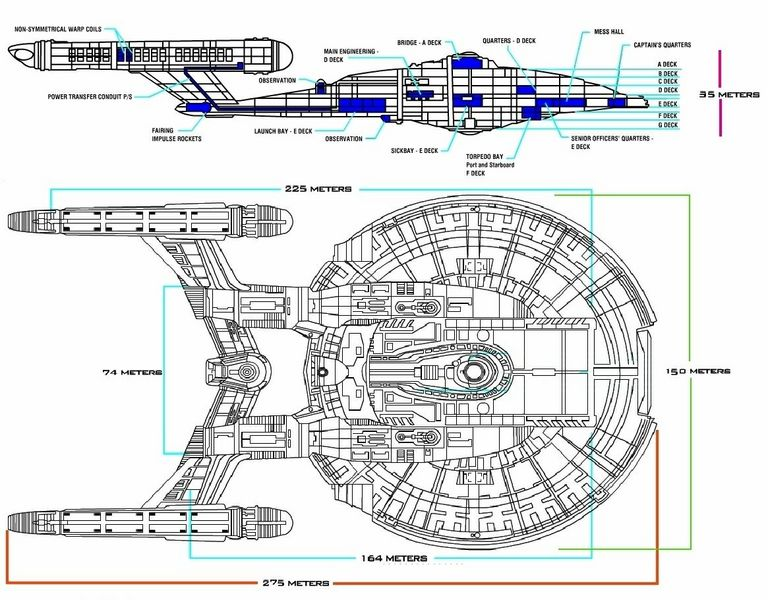 NON-SYMMETRICAL WARP COILS
POWER TRANSFER CONDUIT P/S
FAIRING
IMPULSE ROCKETS
OBSERVATION
LAUNCH BAY - E DECK
OBSERVATION
MAIN ENGINEERING -
D DECK
BRIDGE - A DECK
QUARTERS - D DECK
MESS HALL
CAPTAIN'S QUARTERS
A DECK
B DECK
C DECK
D DECK
E DECK
F DECK
G DECK
35 METERS
SICKBAY - E DECK
TORPEDO BAY
Port and Starboard
F DECK
SENIOR OFFICERS' QUARTERS -
E DECK
225 METERS
74 METERS
150 METERS
164 METERS
275 METERS